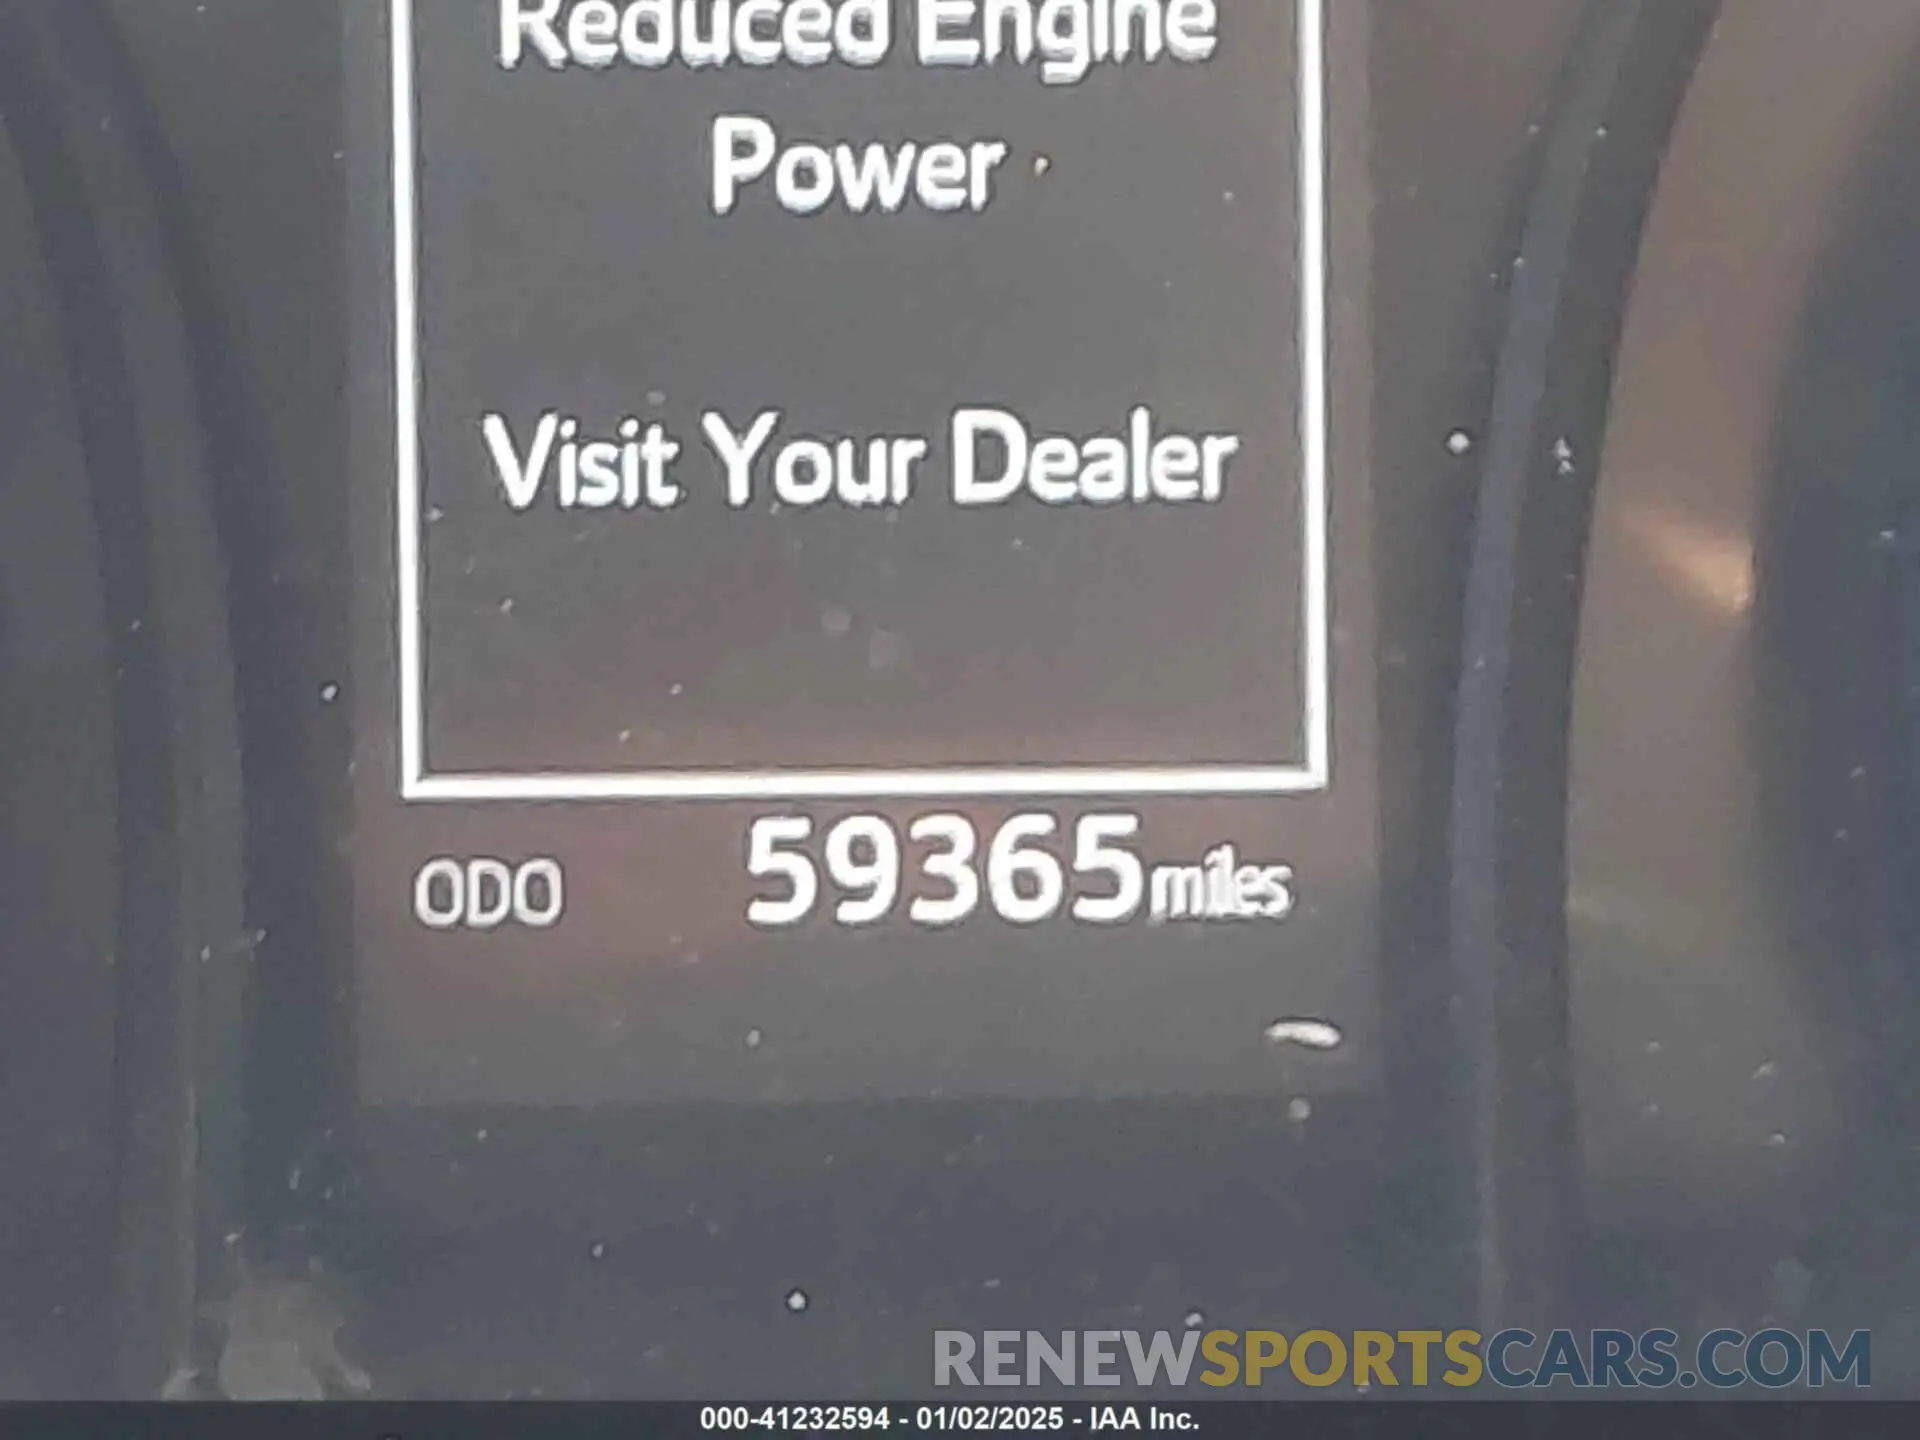 Reduced Engine
Power
Visit Your Dealer
ODO 59365 miles
RENEWSPORTSCARS.COM
000-41232594 - 01/02/2025 - IAA Inc.